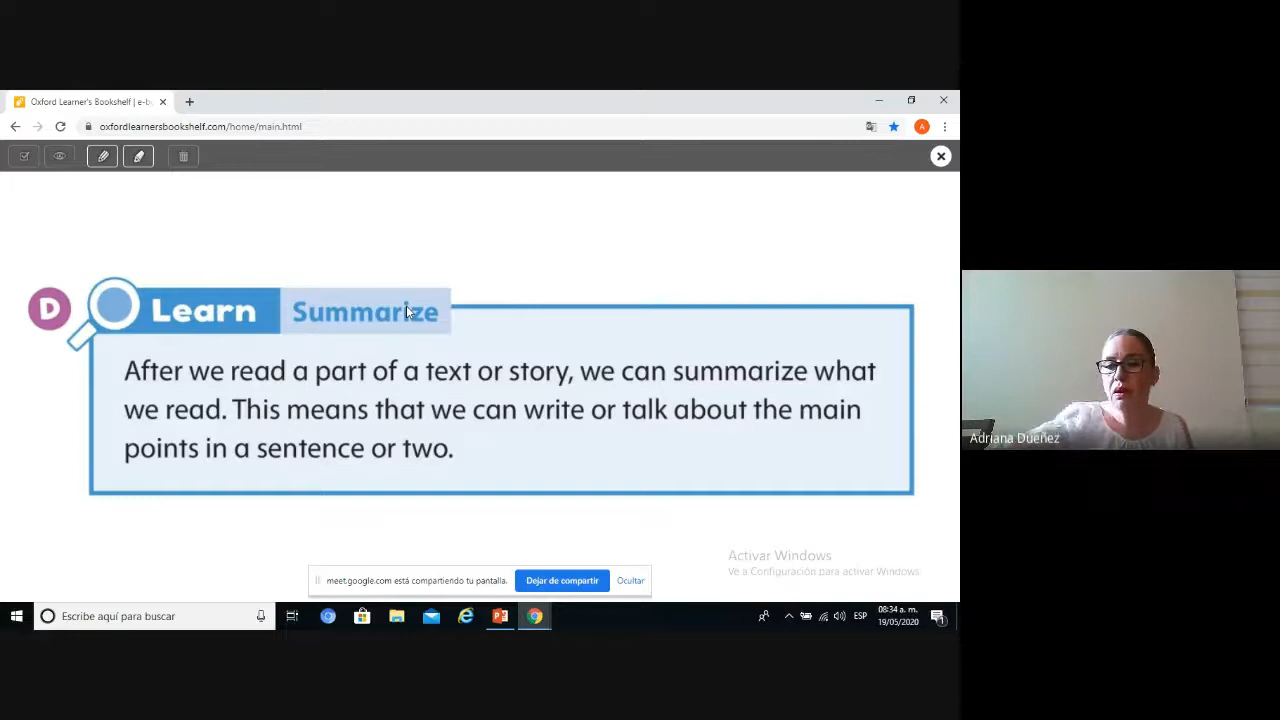 Oxford Learner's Bookshelf | e-b
oxfordlearnersbookshelf.com/home/main.html
A
D
Learn Summarize
After we read a part of a text or story, we can summarize what
we read. This means that we can write or talk about the main
points in a sentence or two.
Adriana Dueñez
Activar Windows
Ve a Configuración para activar Windows.
meet.google.com está compartiendo tu pantalla. Dejar de compartir Ocultar
Escribe aquí para buscar
ESP
08:34 a. m.
19/05/2020
1